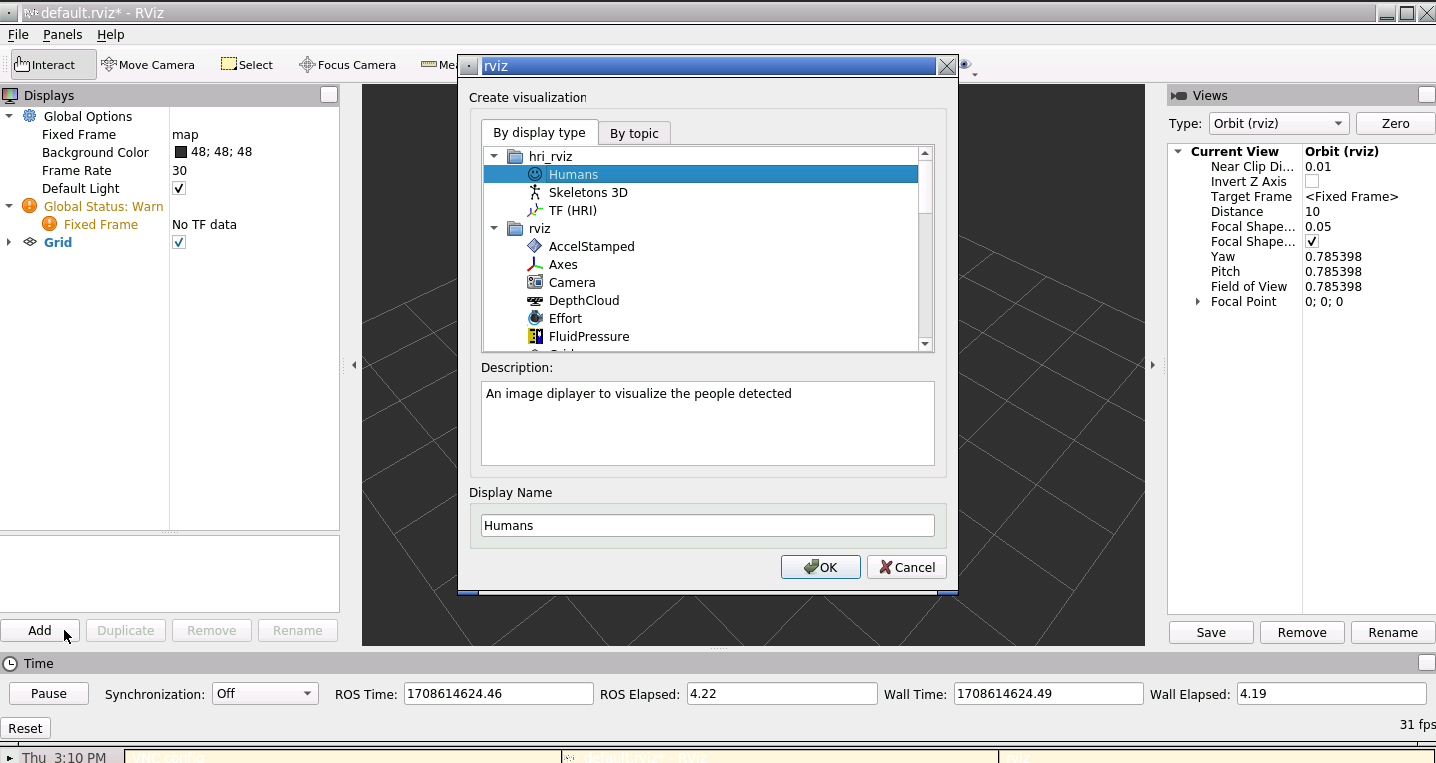 default.rviz* - RViz
File Panels Help
Interact Move Camera Select Focus Camera Mea
rviz
Displays
Global Options
Fixed Frame map
Background Color 48; 48; 48
Frame Rate 30
Default Light
Global Status: Warn
Fixed Frame No TF data
Grid
Add Duplicate Remove Rename
Create visualization
By display type By topic
hri_rviz
Humans
Skeletons 3D
TF (HRI)
rviz
AccelStamped
Axes
Camera
DepthCloud
Effort
FluidPressure
Description:
An image diplayer to visualize the people detected
Display Name
Humans
OK Cancel
Views
Type: Orbit (rviz) Zero
Current View Orbit (rviz)
Near Clip Di... 0.01
Invert Z Axis
Target Frame <Fixed Frame>
Distance 10
Focal Shape... 0.05
Focal Shape...
Yaw 0.785398
Pitch 0.785398
Field of View 0.785398
Focal Point 0; 0; 0
Save Remove Rename
Time
Pause Synchronization: Off ROS Time: 1708614624.46 ROS Elapsed: 4.22 Wall Time: 1708614624.49 Wall Elapsed: 4.19
Reset 31 fps
Thu 3:10 PM VNC config default.rviz* - RViz rviz